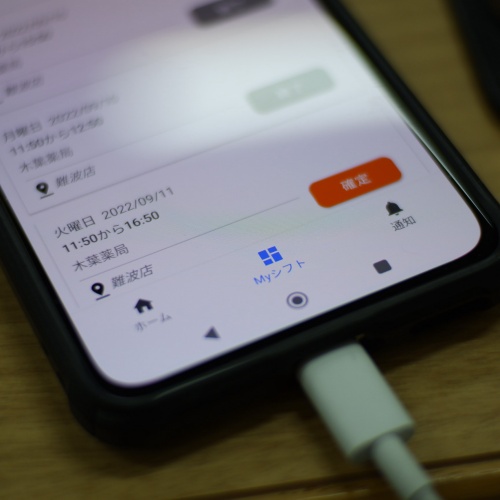 月曜日 2022/09/10
11:50から12:50
木葉薬局
難波店
火曜日 2022/09/11
11:50から16:50
木葉薬局
難波店
確定
ホーム
Myシフト
通知